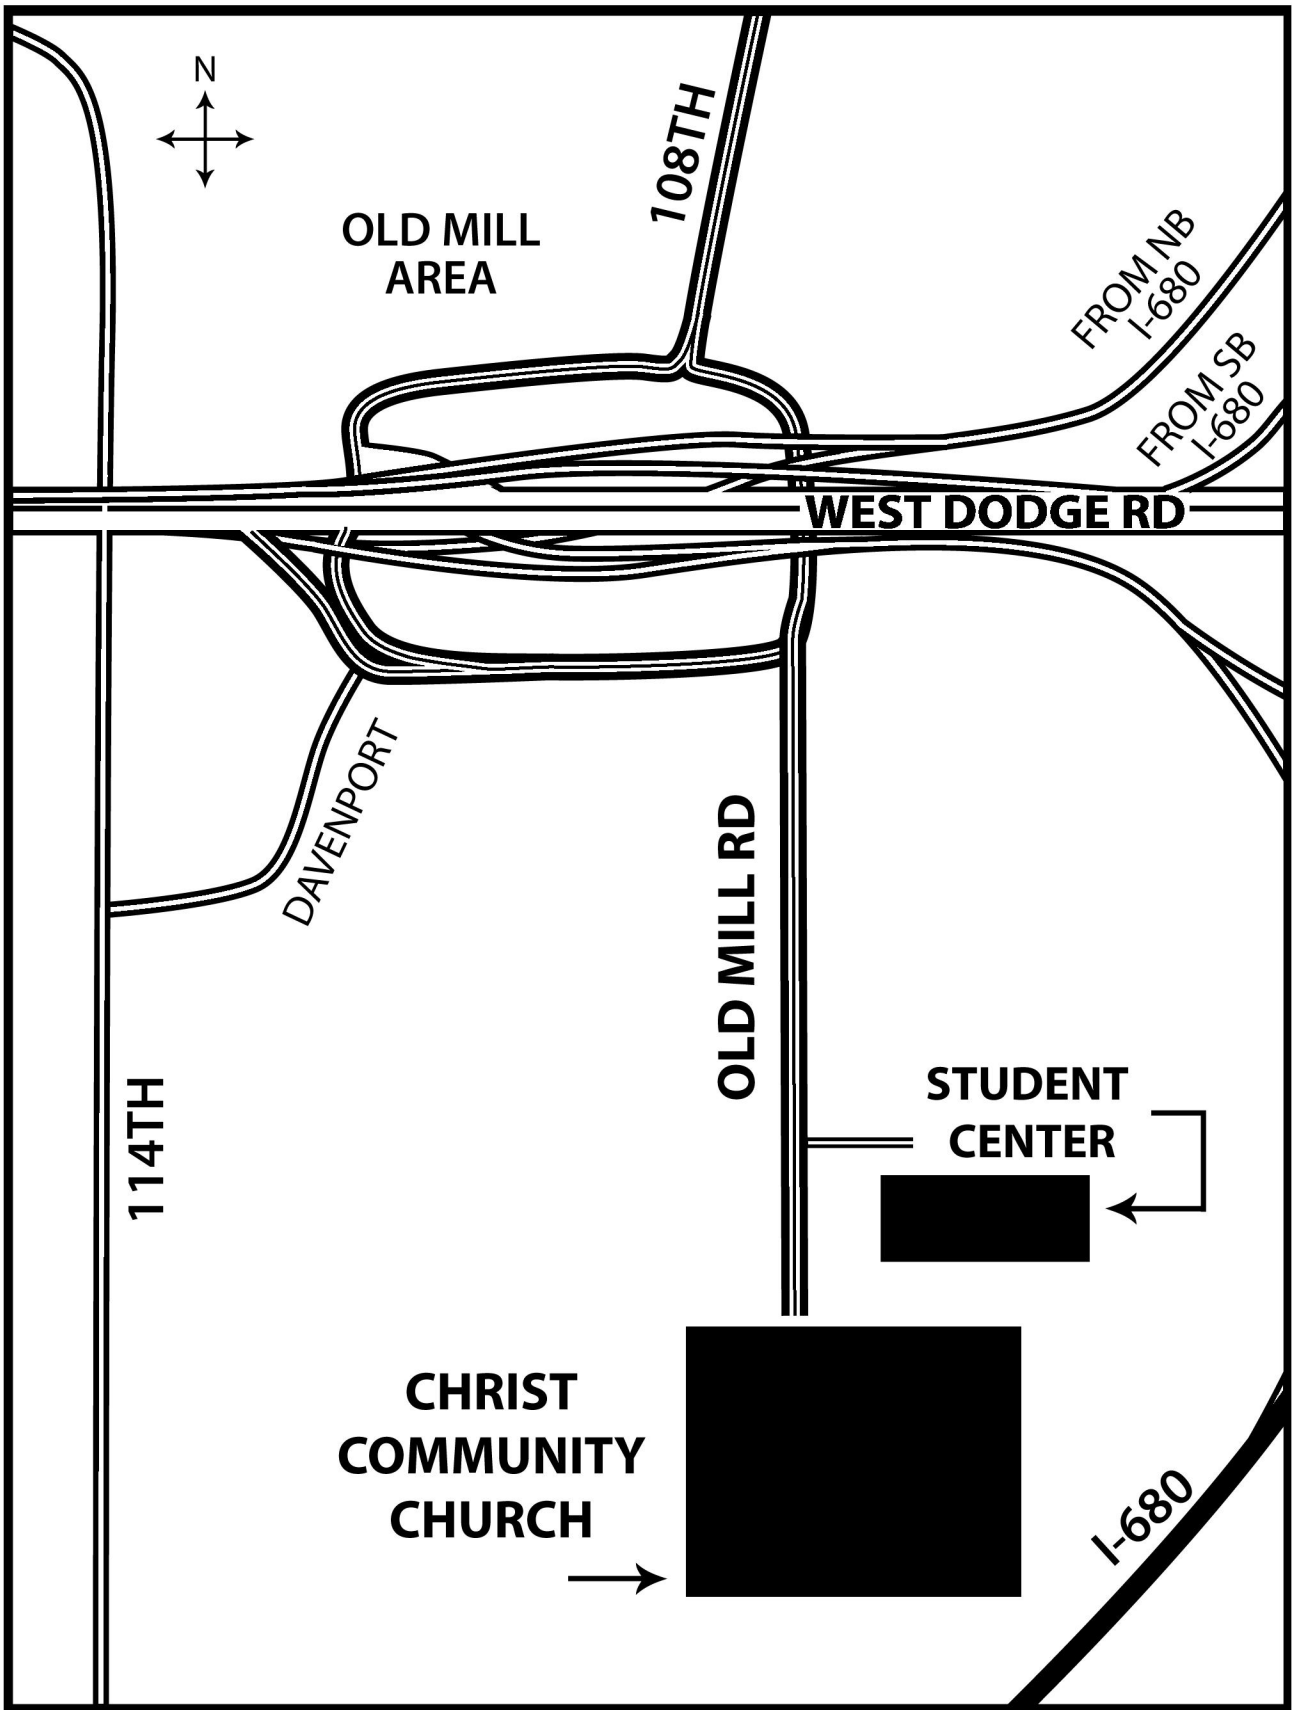 N
108TH
OLD MILL
AREA
FROM NB
I-680
FROM SB
I-680
WEST DODGE RD
DAVENPORT
OLD MILL RD
114TH
STUDENT
CENTER
CHRIST
COMMUNITY
CHURCH
I-680